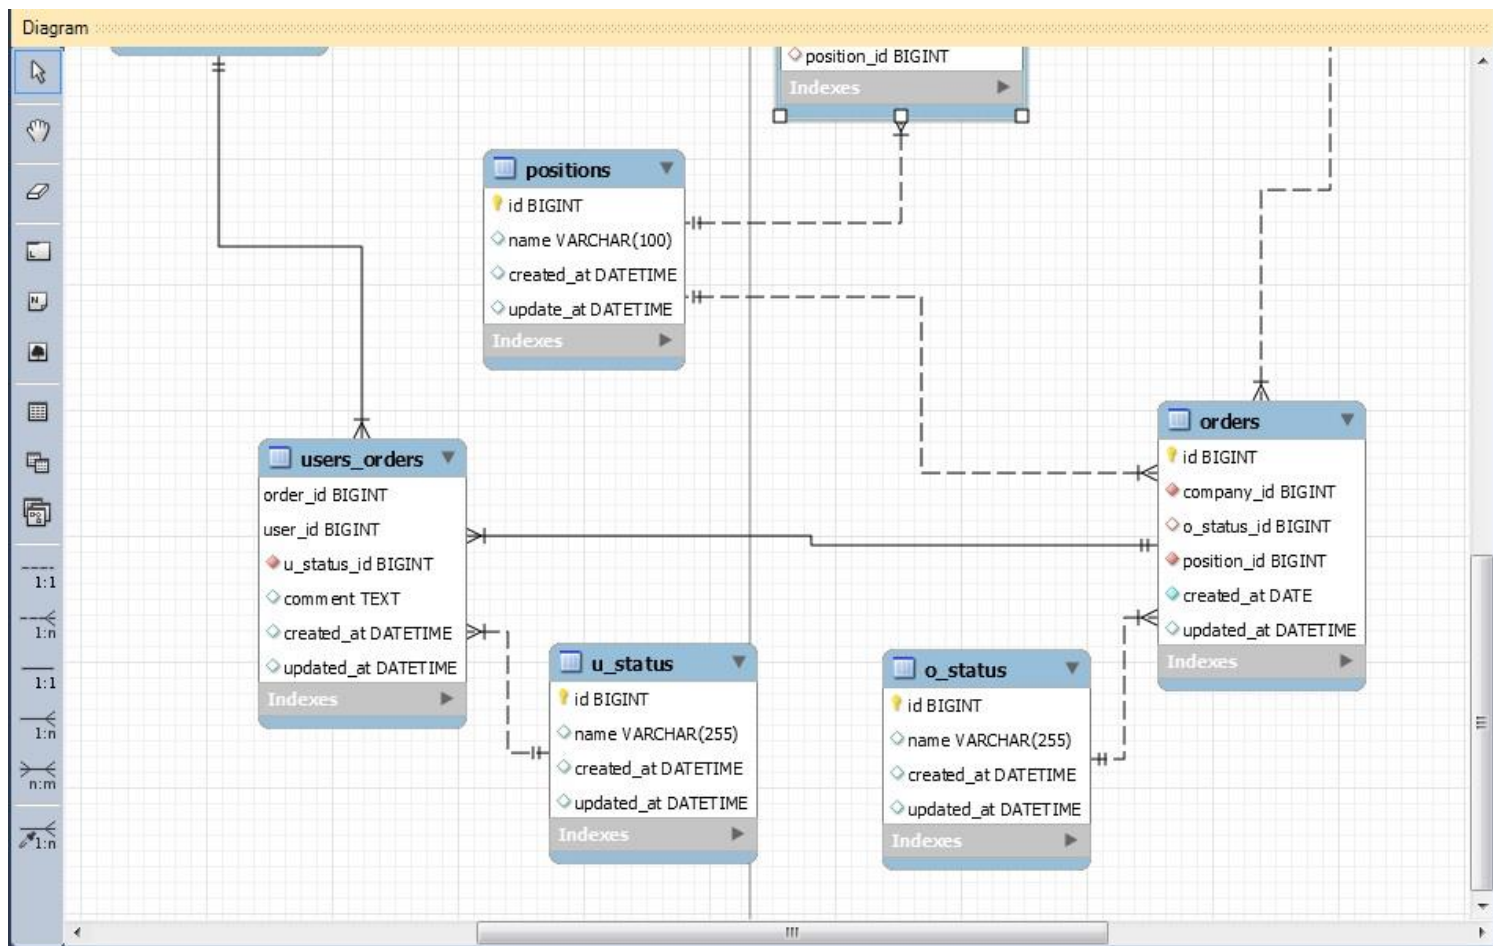 Diagram
position_id BIGINT
Indexes
positions
id BIGINT
name VARCHAR(100)
created_at DATETIME
update_at DATETIME
Indexes
orders
id BIGINT
company_id BIGINT
o_status_id BIGINT
position_id BIGINT
created_at DATE
updated_at DATETIME
Indexes
users_orders
order_id BIGINT
user_id BIGINT
u_status_id BIGINT
comment TEXT
created_at DATETIME
updated_at DATETIME
Indexes
u_status
id BIGINT
name VARCHAR(255)
created_at DATETIME
updated_at DATETIME
Indexes
o_status
id BIGINT
name VARCHAR(255)
created_at DATETIME
updated_at DATETIME
Indexes
L
N
1:1
1:n
1:1
1:n
n:m
1:n